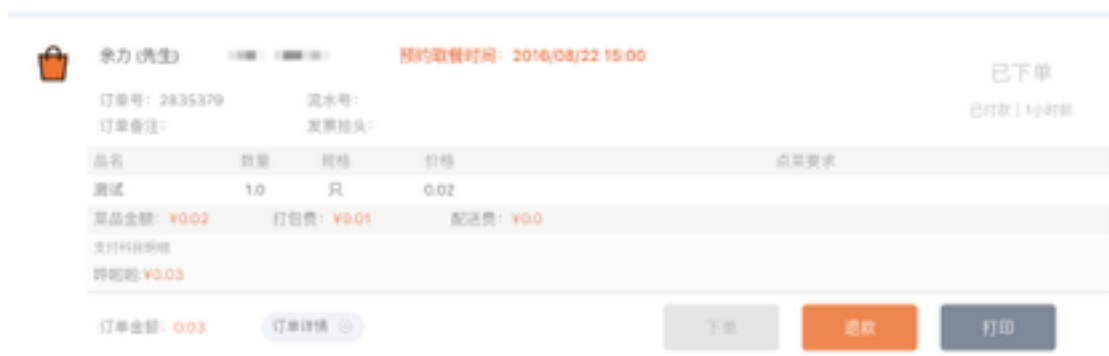 余力 (先生) 预约取餐时间：2016/08/22 15:00
已下单
订单号：2835379 流水号：
已付款 | 1小时前
订单备注： 发票抬头：
品名 数量 规格 价格 点菜要求
测试 1.0 只 0.02
菜品金额：¥0.02 打包费：¥0.01 配送费：¥0.0
支付科目明细
哗啦啦:¥0.03
订单金额：0.03 订单详情 下单 退款 打印